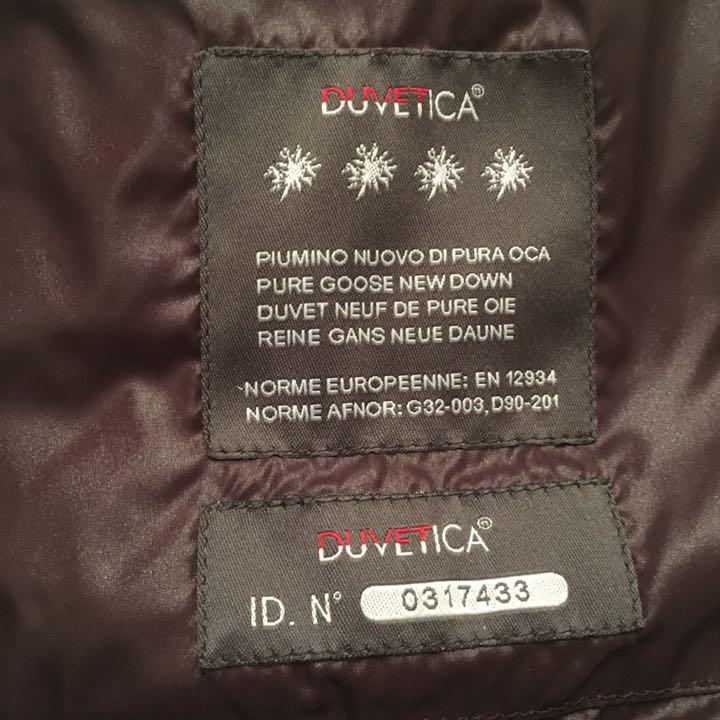 DUVETICA®
PIUMINO NUOVO DI PURA OCA
PURE GOOSE NEW DOWN
DUVET NEUF DE PURE OIE
REINE GANS NEUE DAUNE
NORME EUROPEENNE: EN 12934
NORME AFNOR: G32-003, D90-201
DUVETICA®
ID. N° 0317433